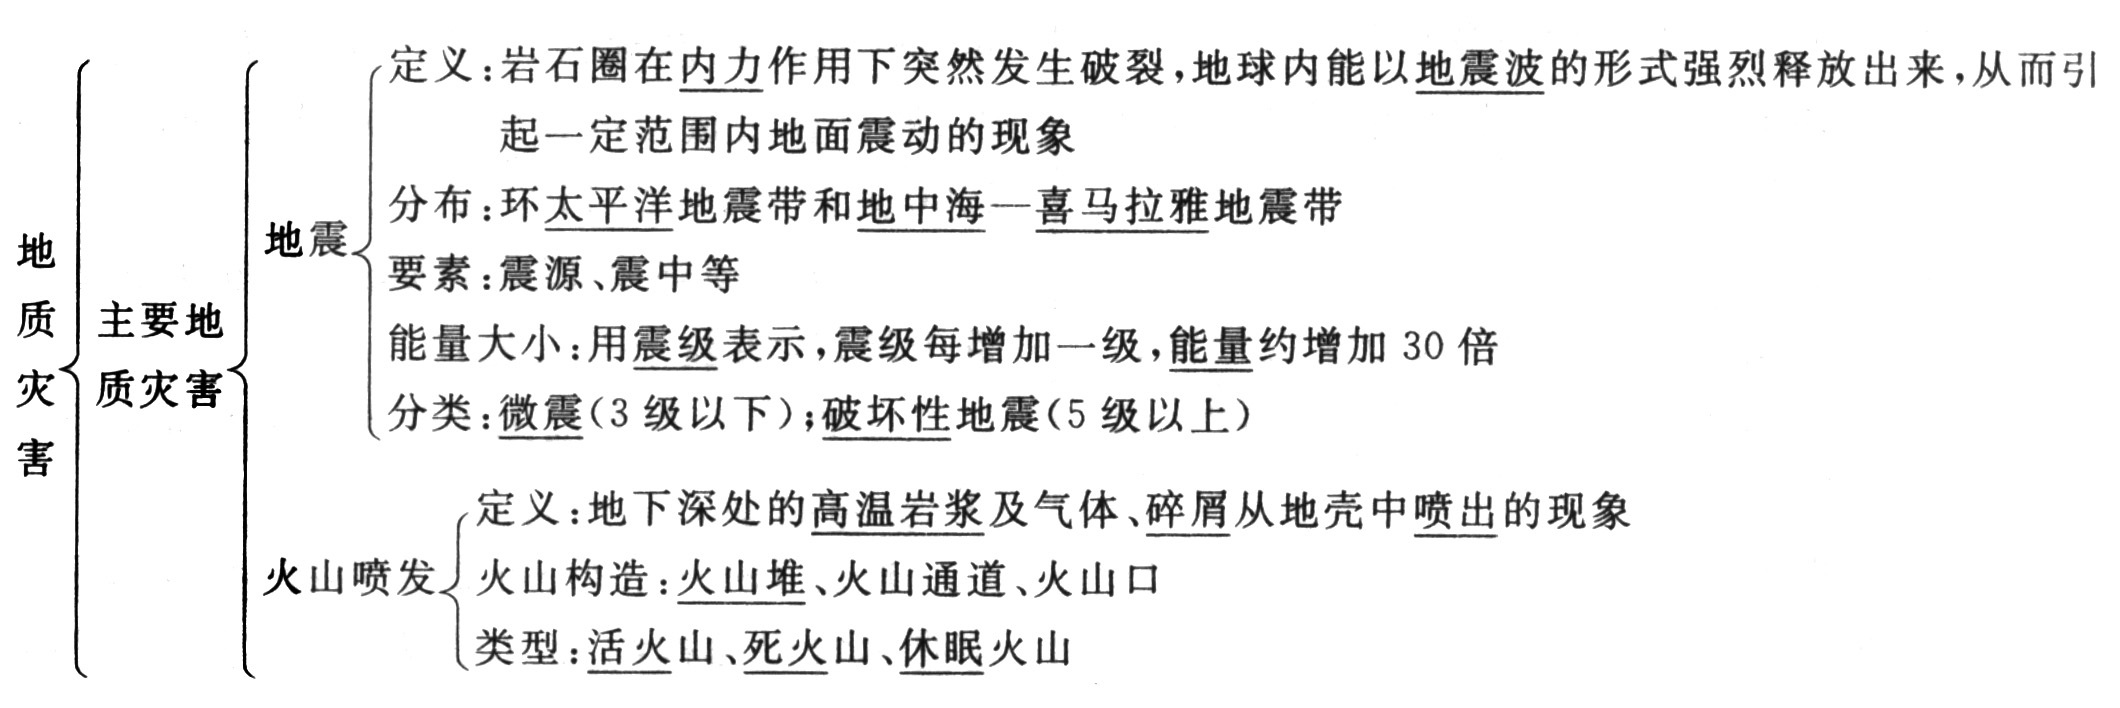 地质灾害
主要地
质灾害
地震
定义:岩石圈在内力作用下突然发生破裂,地球内能以地震波的形式强烈释放出来,从而引
起一定范围内地面震动的现象
分布:环太平洋地震带和地中海—喜马拉雅地震带
要素:震源、震中等
能量大小:用震级表示,震级每增加一级,能量约增加 30 倍
分类:微震(3 级以下);破坏性地震(5 级以上)
火山喷发
定义:地下深处的高温岩浆及气体、碎屑从地壳中喷出的现象
火山构造:火山堆、火山通道、火山口
类型:活火山、死火山、休眠火山